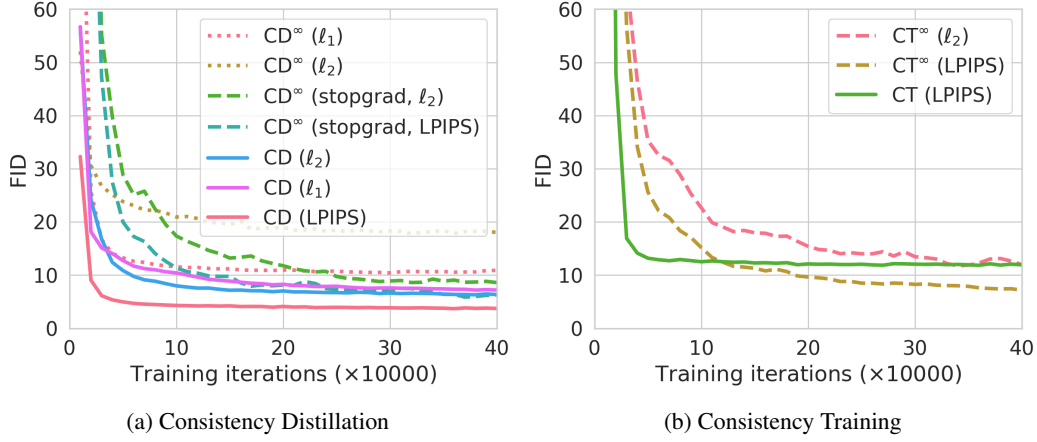 60
50
40
30
20
10
0
FID
CD∞ (ℓ1)
CD∞ (ℓ2)
CD∞ (stopgrad, ℓ2)
CD∞ (stopgrad, LPIPS)
CD (ℓ2)
CD (ℓ1)
CD (LPIPS)
0 10 20 30 40
Training iterations (×10000)
(a) Consistency Distillation
60
50
40
30
20
10
0
FID
CT∞ (ℓ2)
CT∞ (LPIPS)
CT (LPIPS)
0 10 20 30 40
Training iterations (×10000)
(b) Consistency Training